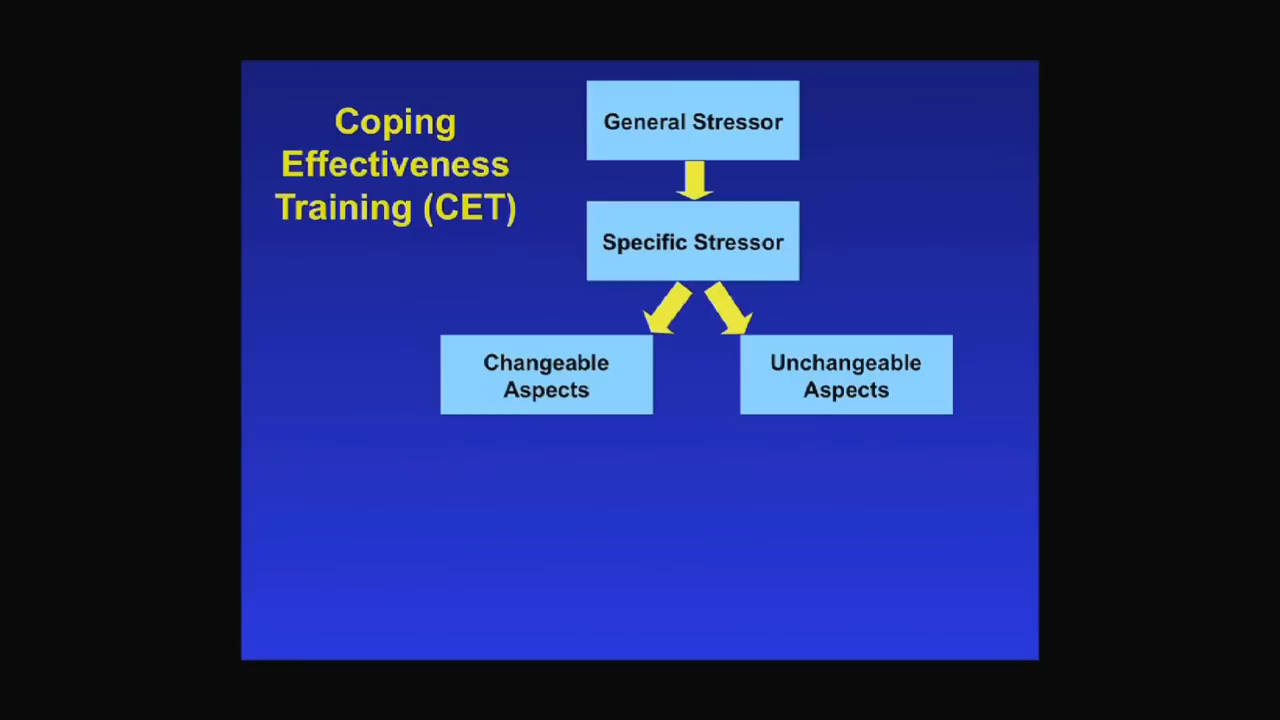 Coping
Effectiveness
Training (CET)
General Stressor
Specific Stressor
Changeable
Aspects
Unchangeable
Aspects